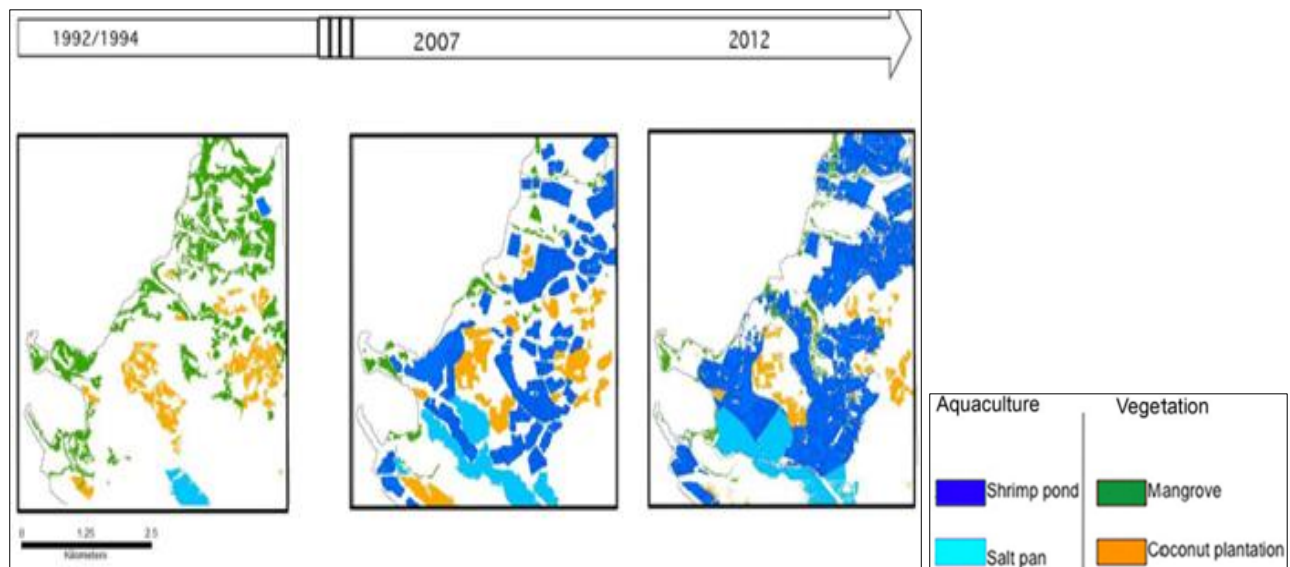 1992/1994
2007
2012
0 1.25 2.5
Kilometers
Aquaculture
Vegetation
Shrimp pond
Mangrove
Salt pan
Coconut plantation